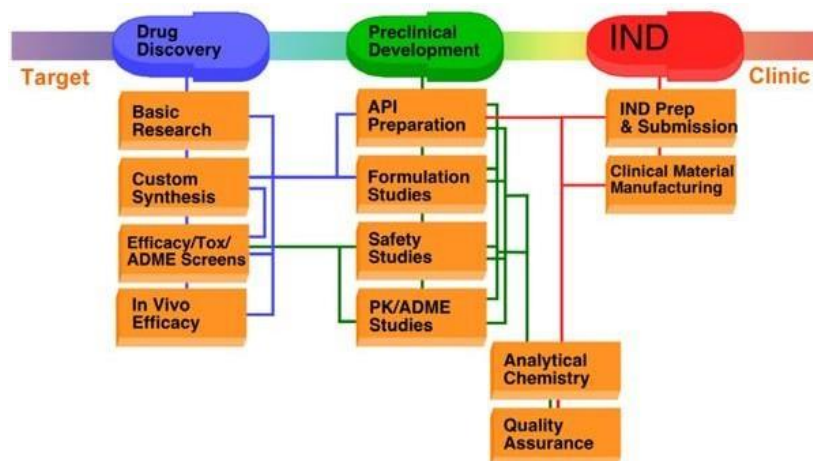 Drug
Discovery
Preclinical
Development
IND
Target
Clinic
Basic
Research
Custom
Synthesis
Efficacy/Tox/
ADME Screens
In Vivo
Efficacy
API
Preparation
Formulation
Studies
Safety
Studies
PK/ADME
Studies
IND Prep
& Submission
Clinical Material
Manufacturing
Analytical
Chemistry
Quality
Assurance